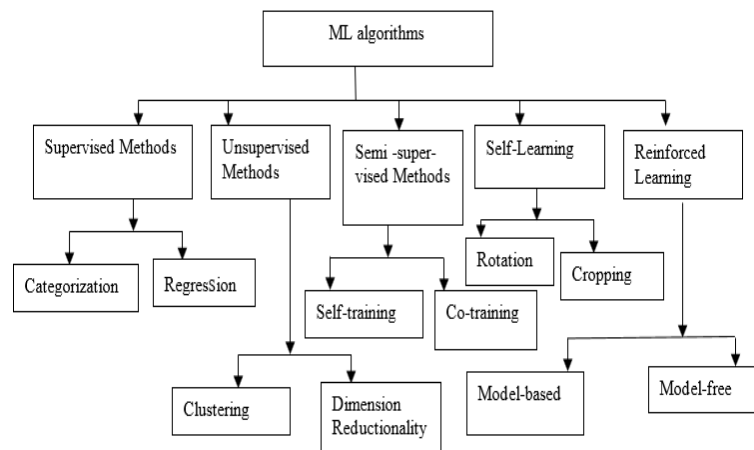 ML algorithms
Supervised Methods
Unsupervised
Methods
Semi -super-
vised Methods
Self-Learning
Reinforced
Learning
Categorization
Regression
Rotation
Cropping
Self-training
Co-training
Clustering
Dimension
Reductionality
Model-based
Model-free